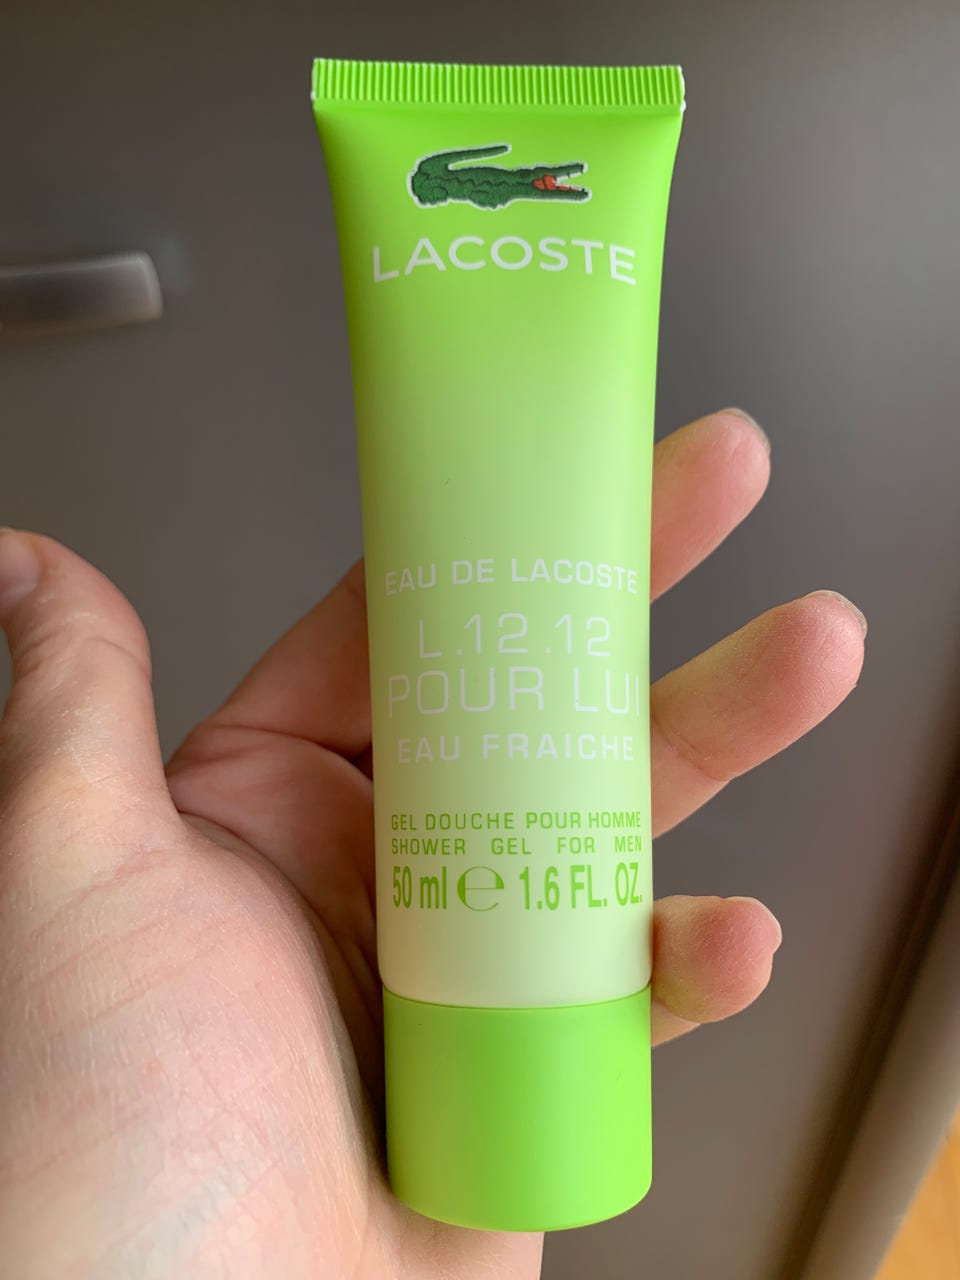 LACOSTE
EAU DE LACOSTE
L.12.12
POUR LUI
EAU FRAICHE
GEL DOUCHE POUR HOMME
SHOWER GEL FOR MEN
50 ml ℮ 1.6 FL. OZ.